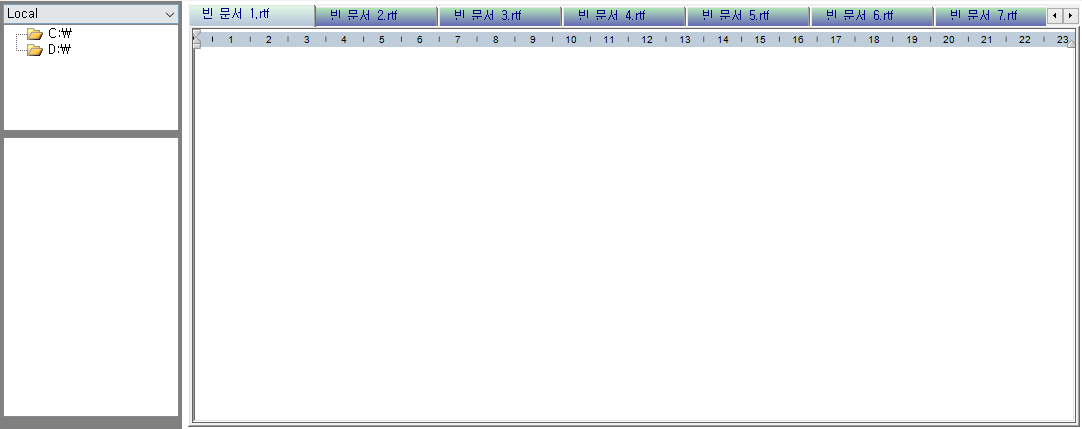 Local
C:₩
D:₩
빈 문서 1.rtf
빈 문서 2.rtf
빈 문서 3.rtf
빈 문서 4.rtf
빈 문서 5.rtf
빈 문서 6.rtf
빈 문서 7.rtf
1 2 3 4 5 6 7 8 9 10 11 12 13 14 15 16 17 18 19 20 21 22 23